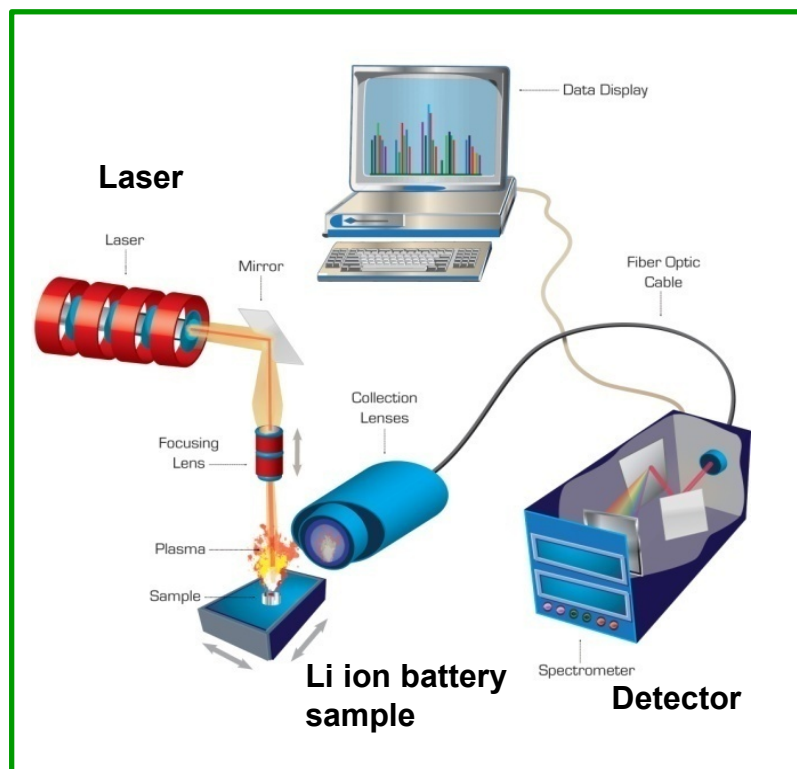 Data Display
Laser
Laser
Mirror
Fiber Optic
Cable
Collection
Lenses
Focusing
Lens
Plasma
Sample
Li ion battery
sample
Spectrometer
Detector